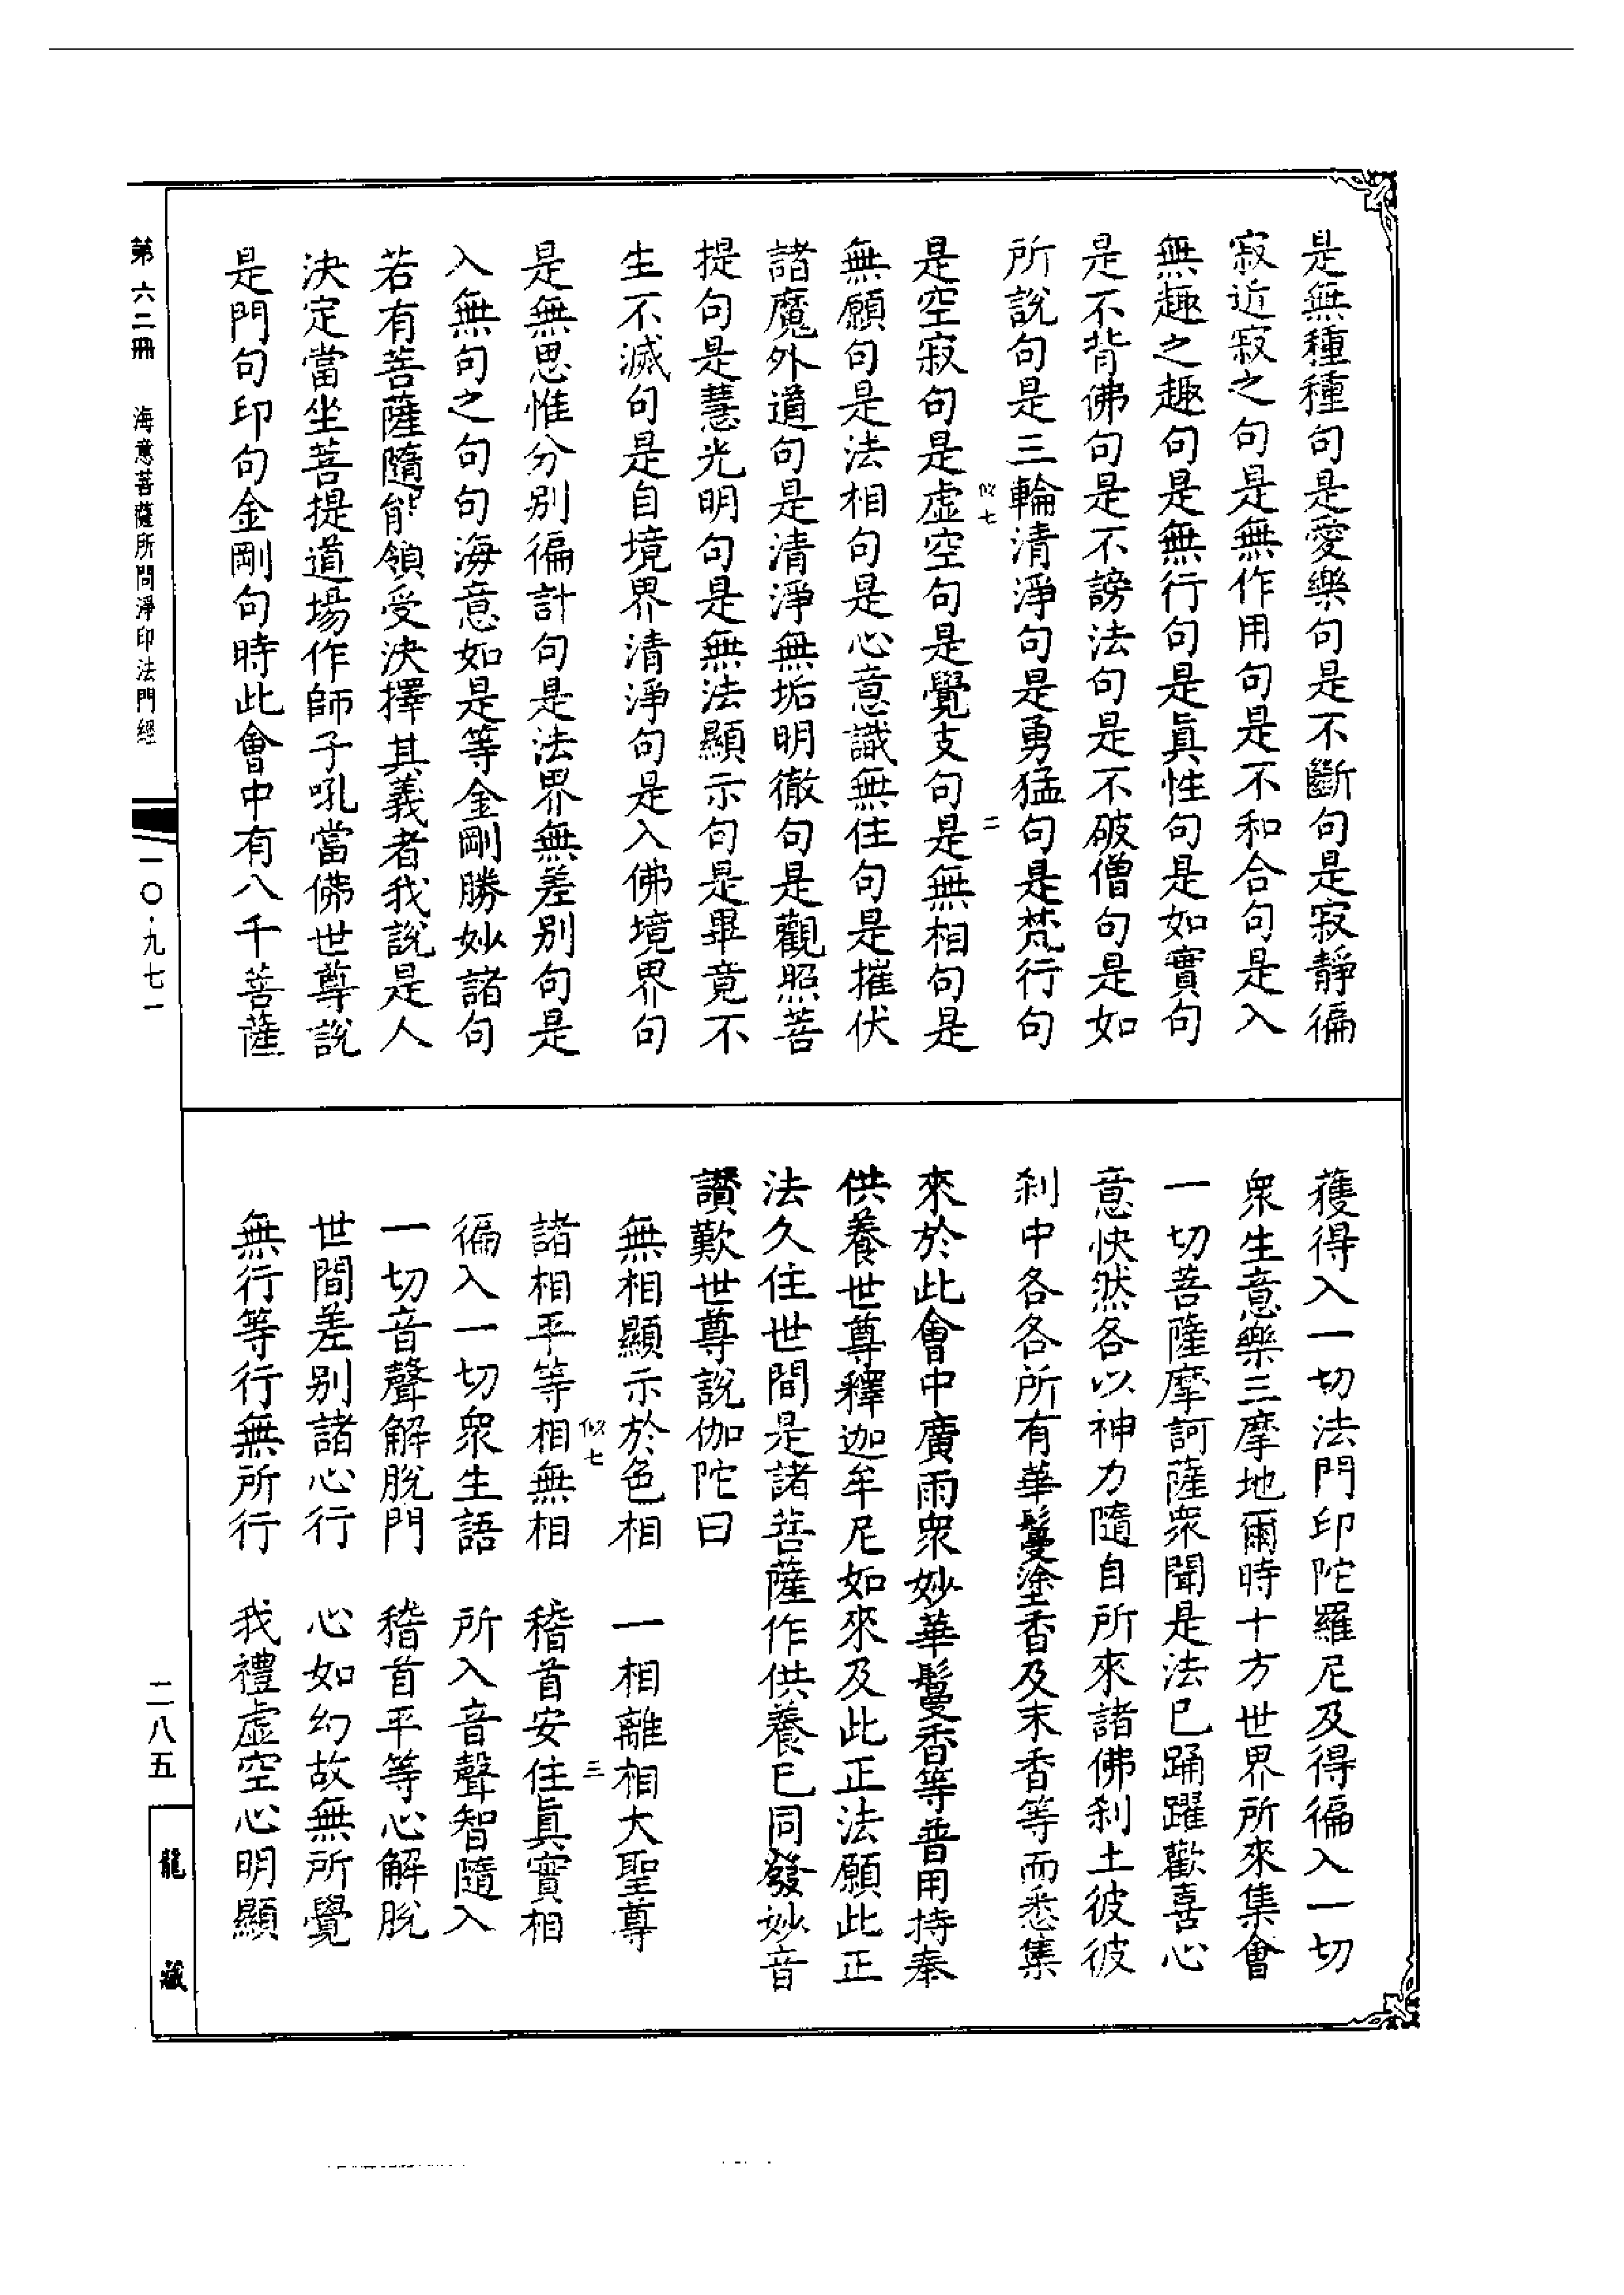 是無種種句是愛樂句是不斷句是寂靜徧
寂近寂之句是無作用句是不和合句是入
無趣之趣句是無行句是眞性句是如實句
是不背佛句是不謗法句是不破僧句是如
所說句是三輪清淨句是勇猛句是梵行句
是空寂句是虛空句是覺支句是無相句是
無願句是法相句是心意識無住句是摧伏
諸魔外道句是清淨無垢明徹句是觀照菩
提句是慧光明句是無法顯示句是畢竟不
生不滅句是自境界清淨句是入佛境界句
是無思惟分別徧計句是法界無差別句是
入無句之句句海意如是等金剛勝妙諸句
若有菩薩隨能領受決擇其義者我說是人
決定當坐菩提道場作師子吼當佛世尊說
是門句印句金剛句時此會中有八千菩薩
獲得入一切法門印陀羅尼及得徧入一切
衆生意樂三摩地爾時十方世界所來集會
一切菩薩摩訶薩衆聞是法已踊躍歡喜心
意快然各以神力隨自所來諸佛刹土彼彼
刹中各各所有華鬘塗香及末香等而悉集
來於此會中廣雨衆妙華鬘香等普用持奉
供養世尊釋迦牟尼如來及此正法願此正
法久住世間是諸菩薩作供養已同發妙音
讚歎世尊說伽陀曰
無相顯示於色相　一相離相大聖尊
諸相平等相無相　稽首安住眞實相
徧入一切衆生語　所入音聲智隨入
一切音聲解脫門　稽首平等心解脫
世間差別諸心行　心如幻故無所覺
無行等行無所行　我禮虛空心明顯
似七
二
似七
三
第六二冊　海意菩薩所問淨印法門經
一〇·九七一
二八五
龍藏